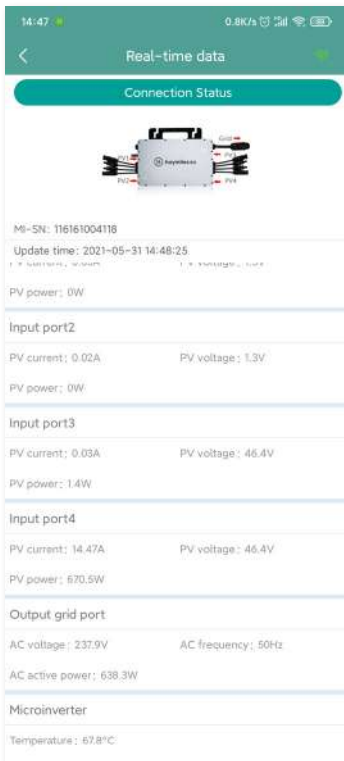 14:47
0.8K/s
Real-time data
Connection Status
Grid
PV1
PV3
PV2
PV4
hoymiles
MI-SN: 116161004118
Update time: 2021-05-31 14:48:25
PV power: 0W
Input port2
PV current: 0.02A PV voltage: 1.3V
PV power: 0W
Input port3
PV current: 0.03A PV voltage: 46.4V
PV power: 1.4W
Input port4
PV current: 14.47A PV voltage: 46.4V
PV power: 670.5W
Output grid port
AC voltage: 237.9V AC frequency: 50Hz
AC active power: 638.3W
Microinverter
Temperature: 67.8°C